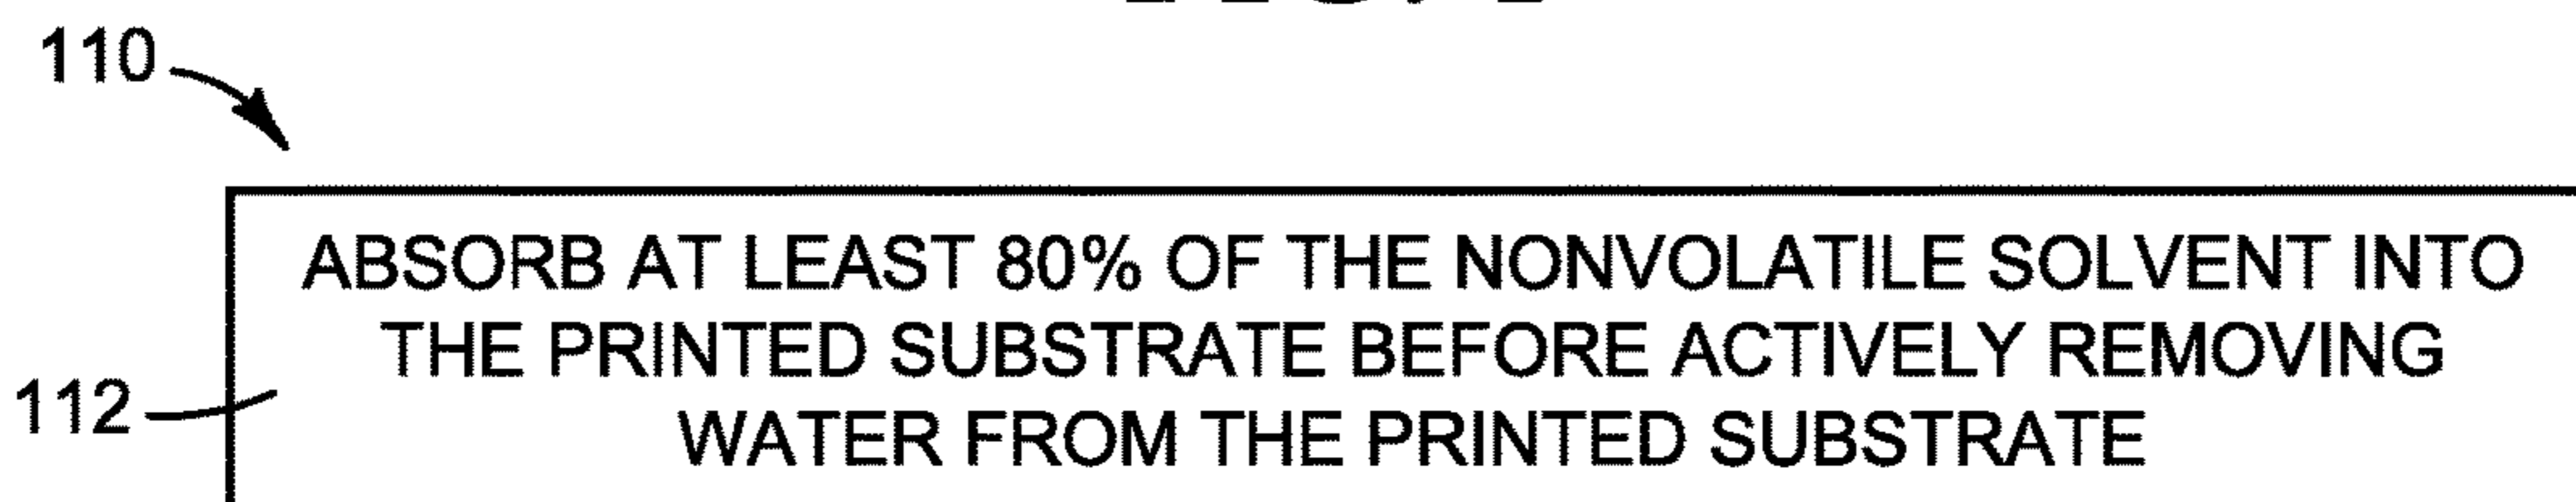 110
ABSORB AT LEAST 80% OF THE NONVOLATILE SOLVENT INTO
THE PRINTED SUBSTRATE BEFORE ACTIVELY REMOVING
112
WATER FROM THE PRINTED SUBSTRATE